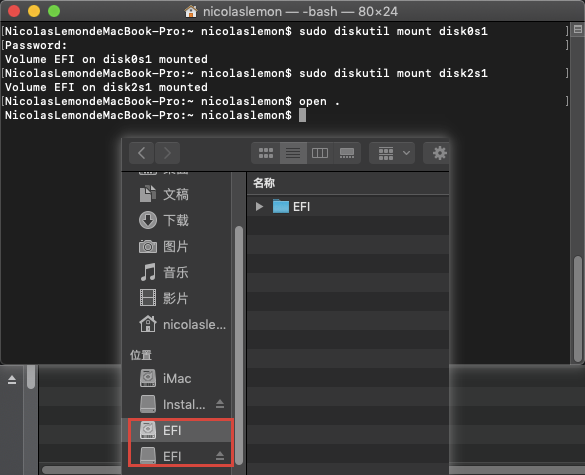 nicolaslemon — -bash — 80×24
[NicolasLemondeMacBook-Pro:~ nicolaslemon$ sudo diskutil mount disk0s1 ]
[Password: ]
Volume EFI on disk0s1 mounted
[NicolasLemondeMacBook-Pro:~ nicolaslemon$ sudo diskutil mount disk2s1 ]
Volume EFI on disk2s1 mounted
[NicolasLemondeMacBook-Pro:~ nicolaslemon$ open . ]
NicolasLemondeMacBook-Pro:~ nicolaslemon$
名称
EFI
文稿
下载
图片
音乐
影片
nicolasle...
位置
iMac
Instal...
EFI
EFI